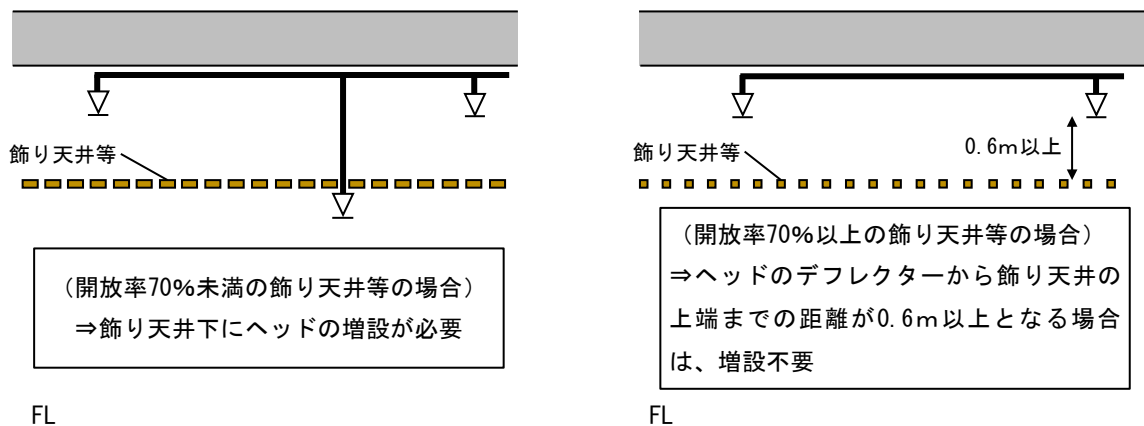 飾り天井等
（開放率70%未満の飾り天井等の場合）
⇒飾り天井下にヘッドの増設が必要
FL
0.6ｍ以上
飾り天井等
（開放率70%以上の飾り天井等の場合）
⇒ヘッドのデフレクターから飾り天井の
上端までの距離が0.6ｍ以上となる場合
は、増設不要
FL